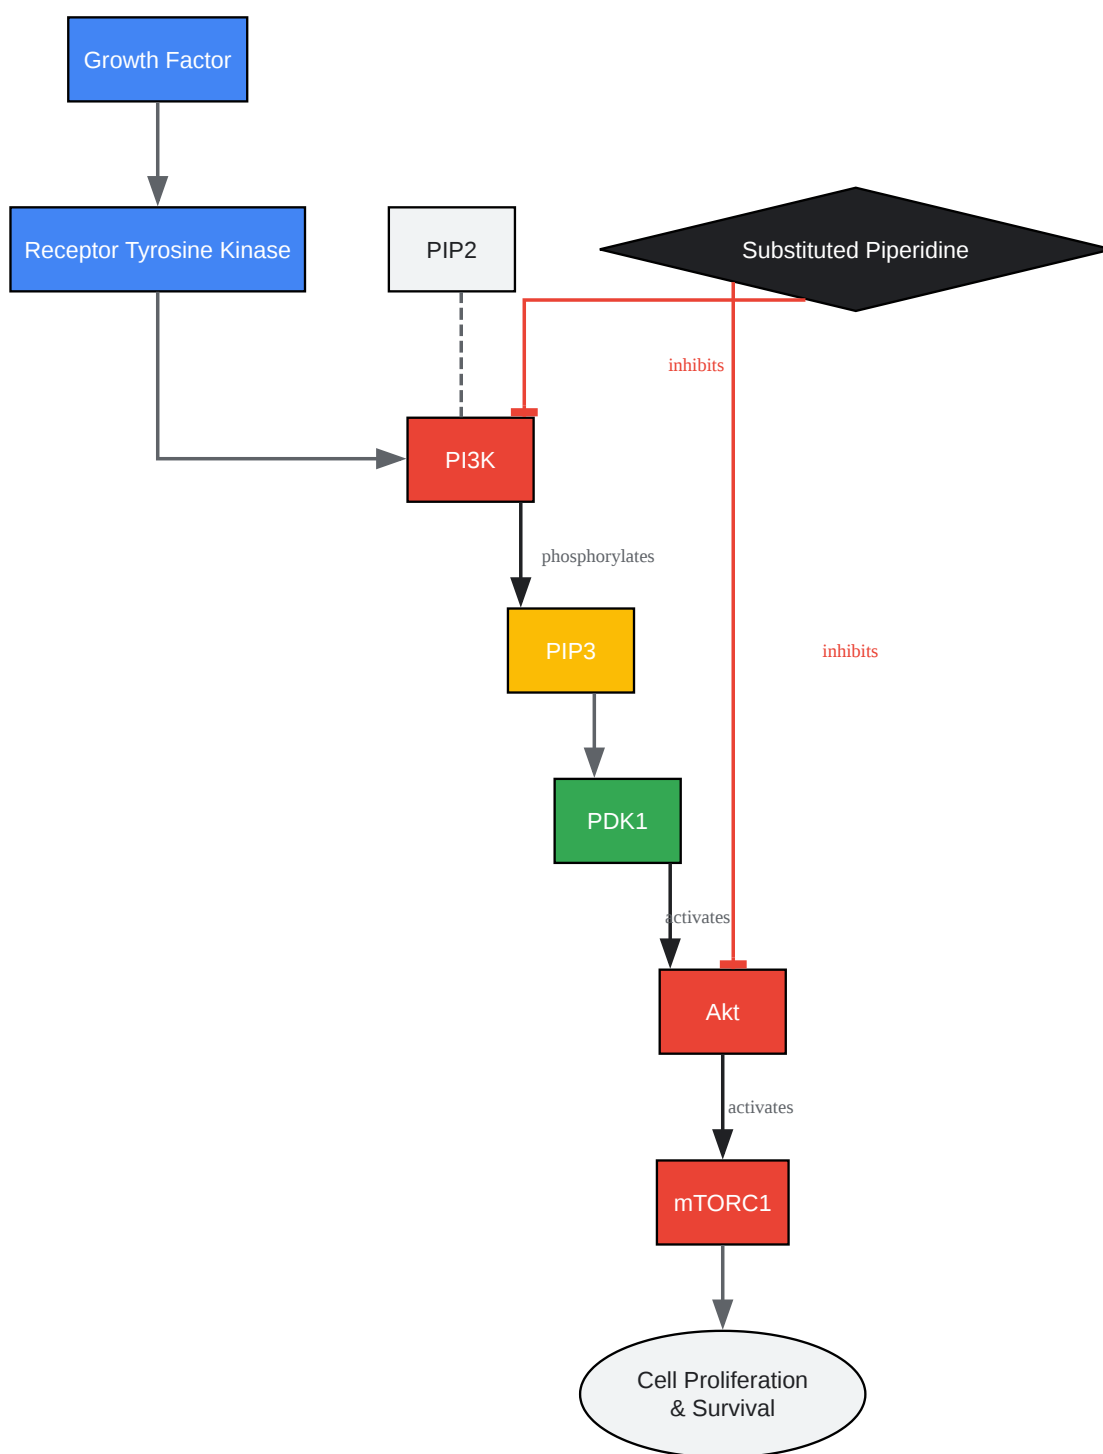 Growth Factor
Receptor Tyrosine Kinase
PIP2
Substituted Piperidine
inhibits
PI3K
phosphorylates
PIP3
inhibits
PDK1
activates
Akt
activates
mTORC1
Cell Proliferation
& Survival